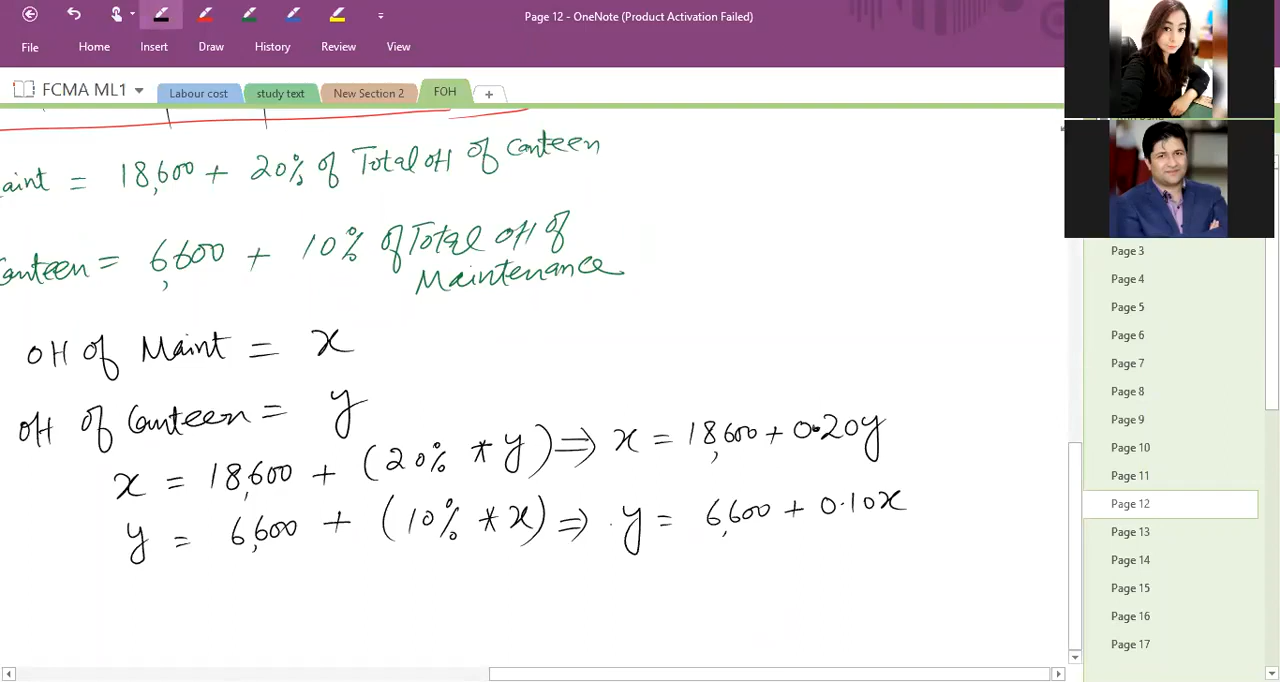 Page 12 - OneNote (Product Activation Failed)
File Home Insert Draw History Review View
FCMA ML1 Labour cost study text New Section 2 FOH
aint = 18,600 + 20% of Total OH of Canteen
anteen = 6,600 + 10% of Total OH of
Maintenance
OH of Maint = x
OH of Canteen = y
x = 18,600 + (20% * y) ⇒ x = 18,600 + 0.20y
y = 6,600 + (10% * x) ⇒ y = 6,600 + 0.10x
Page 3
Page 4
Page 5
Page 6
Page 7
Page 8
Page 9
Page 10
Page 11
Page 12
Page 13
Page 14
Page 15
Page 16
Page 17